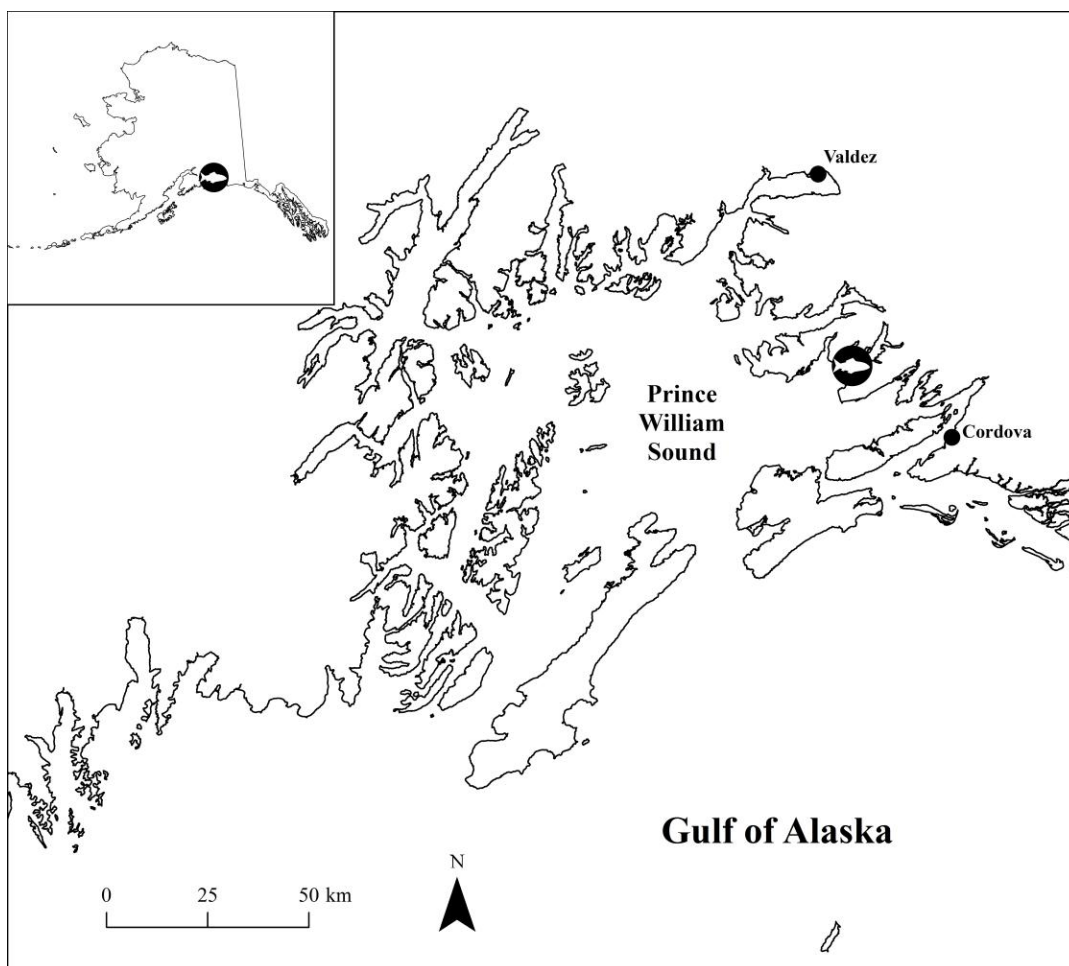 Valdez
Prince
William
Sound
Cordova
Gulf of Alaska
N
0 25 50 km